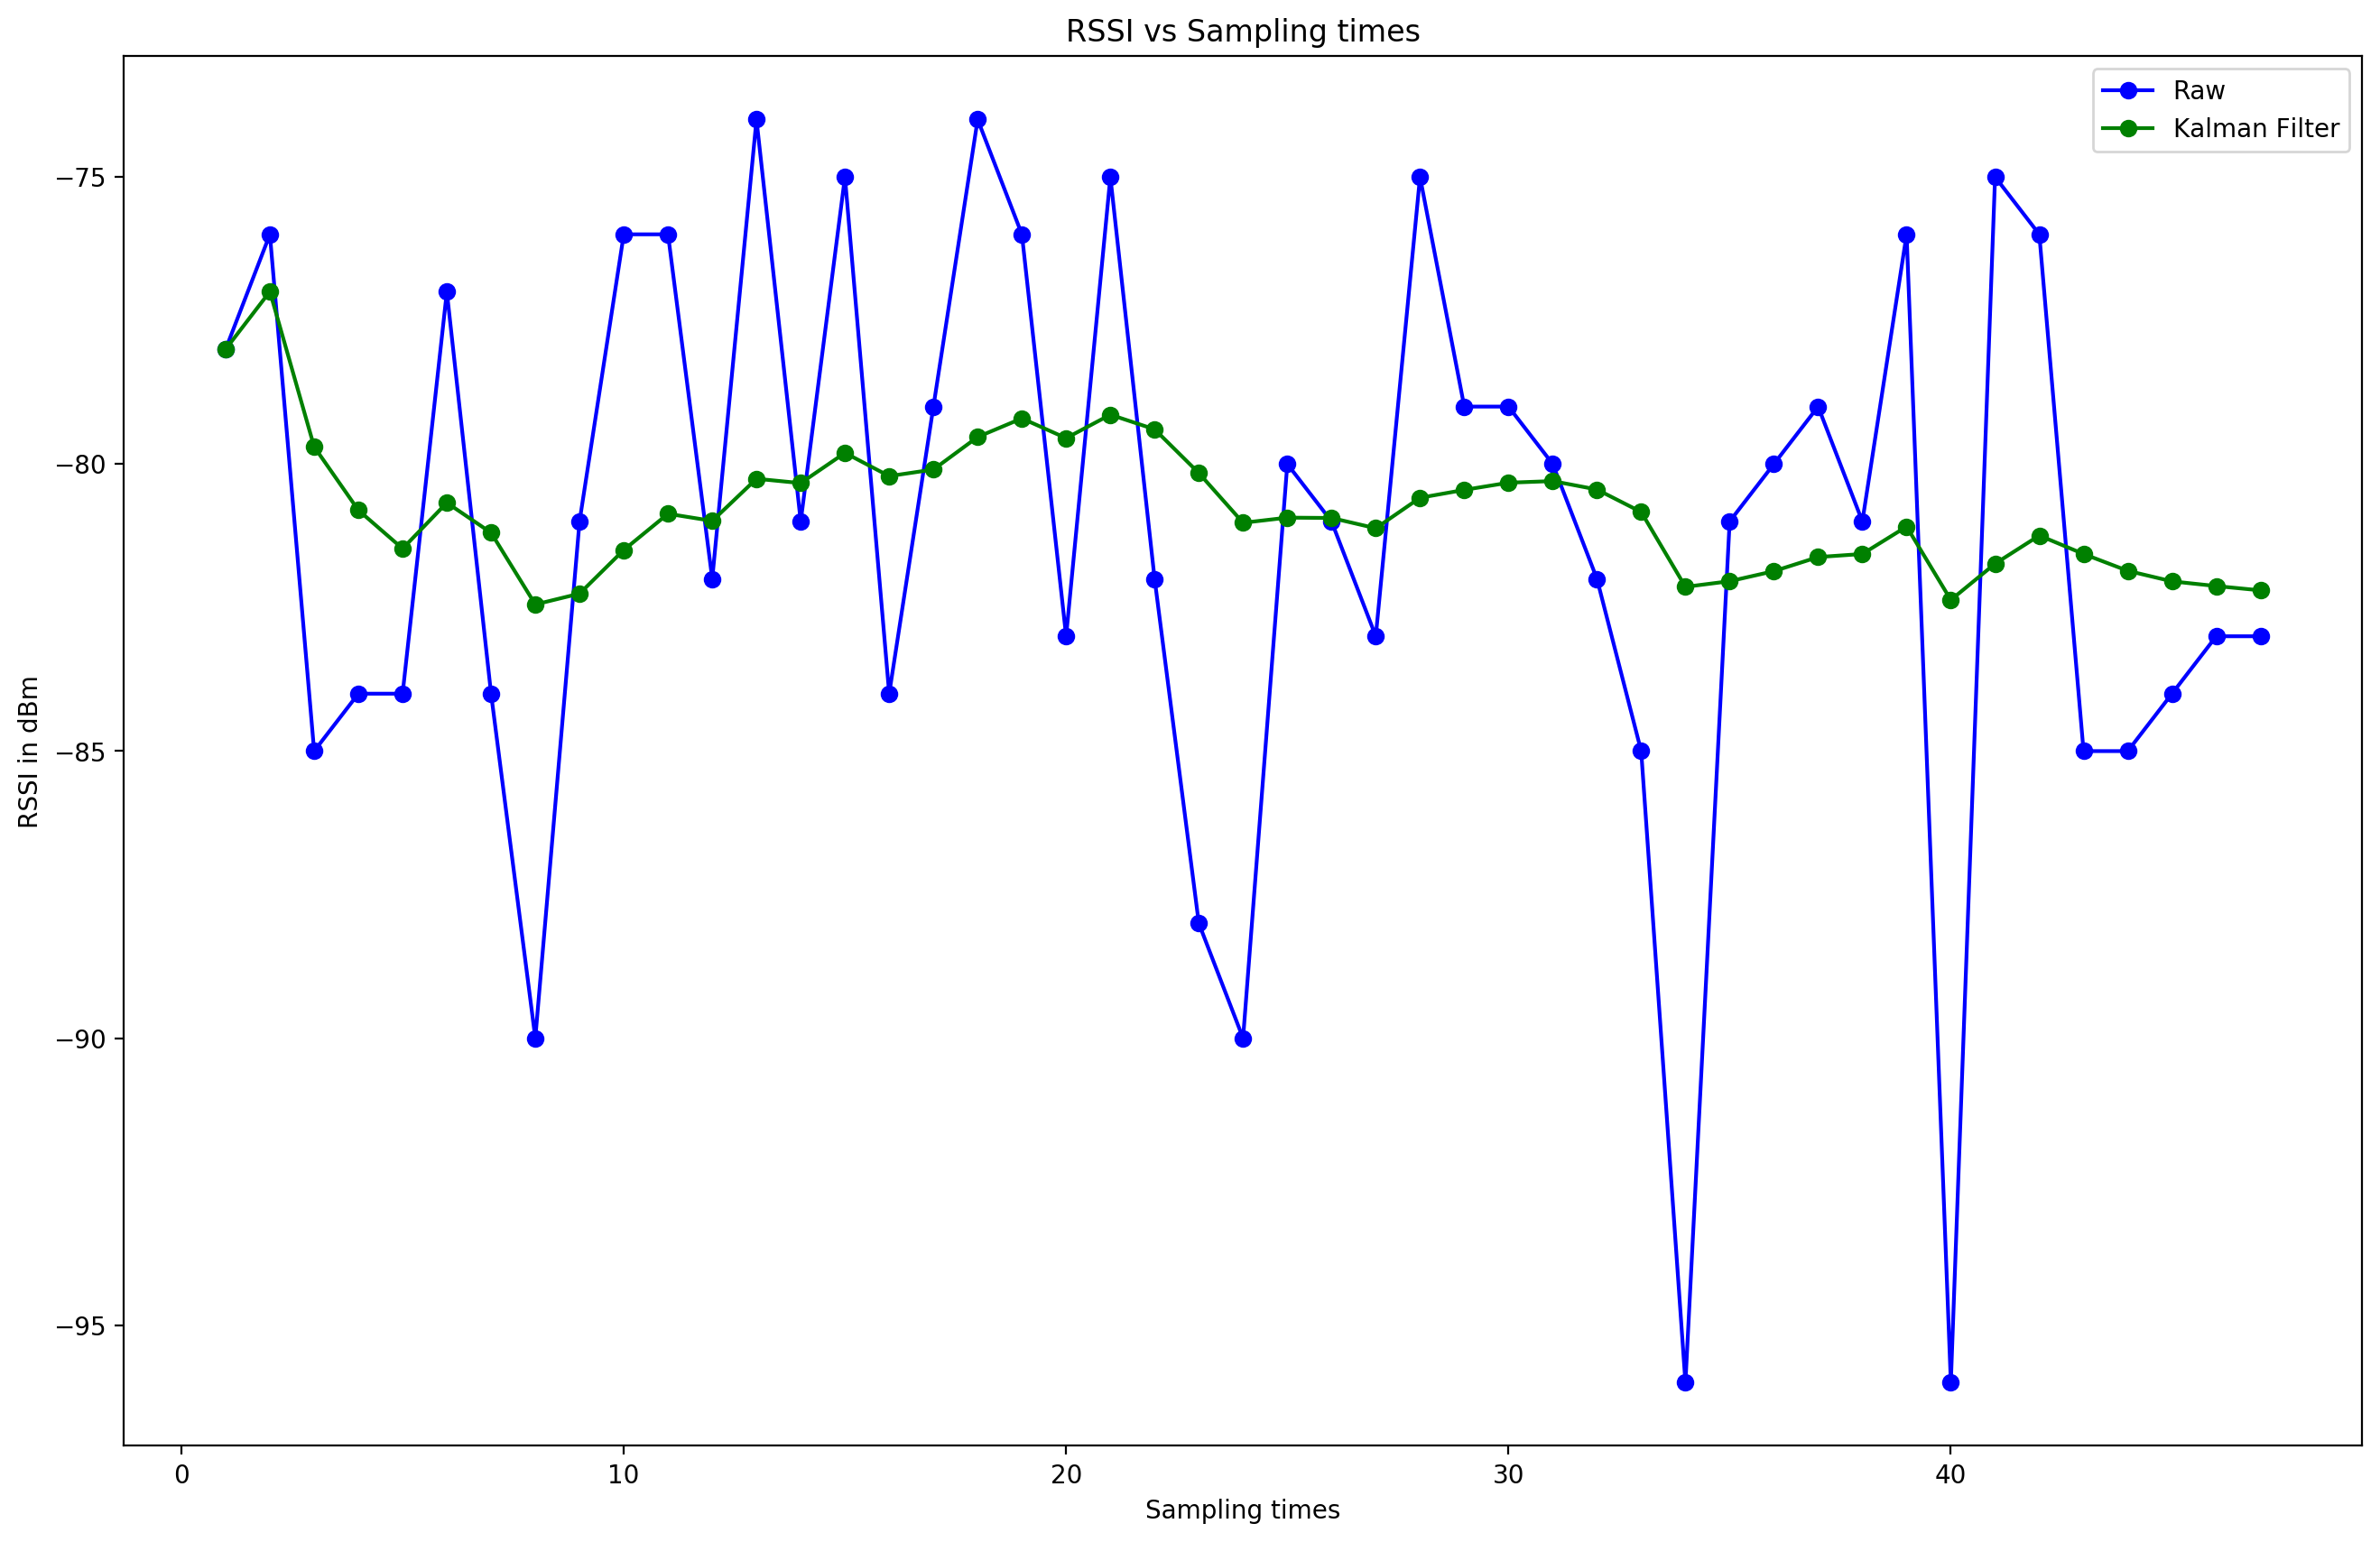 RSSI vs Sampling times
Raw
Kalman Filter
−75
−80
−85
−90
−95
RSSI in dBm
0 10 20 30 40
Sampling times